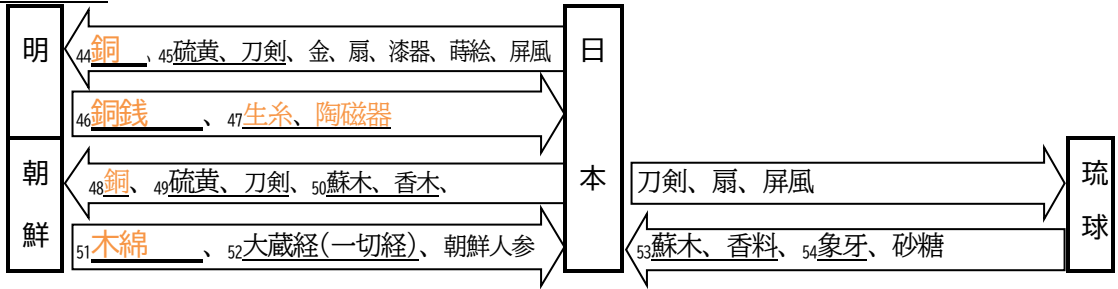 明
44銅　、45硫黄、刀剣、金、扇、漆器、蒔絵、屏風
46銅銭　、47生糸、陶磁器
朝鮮
48銅、49硫黄、刀剣、50蘇木、香木、
51木綿　、52大蔵経（一切経）、朝鮮人参
日本
刀剣、扇、屏風
53蘇木、香料、54象牙、砂糖
琉球